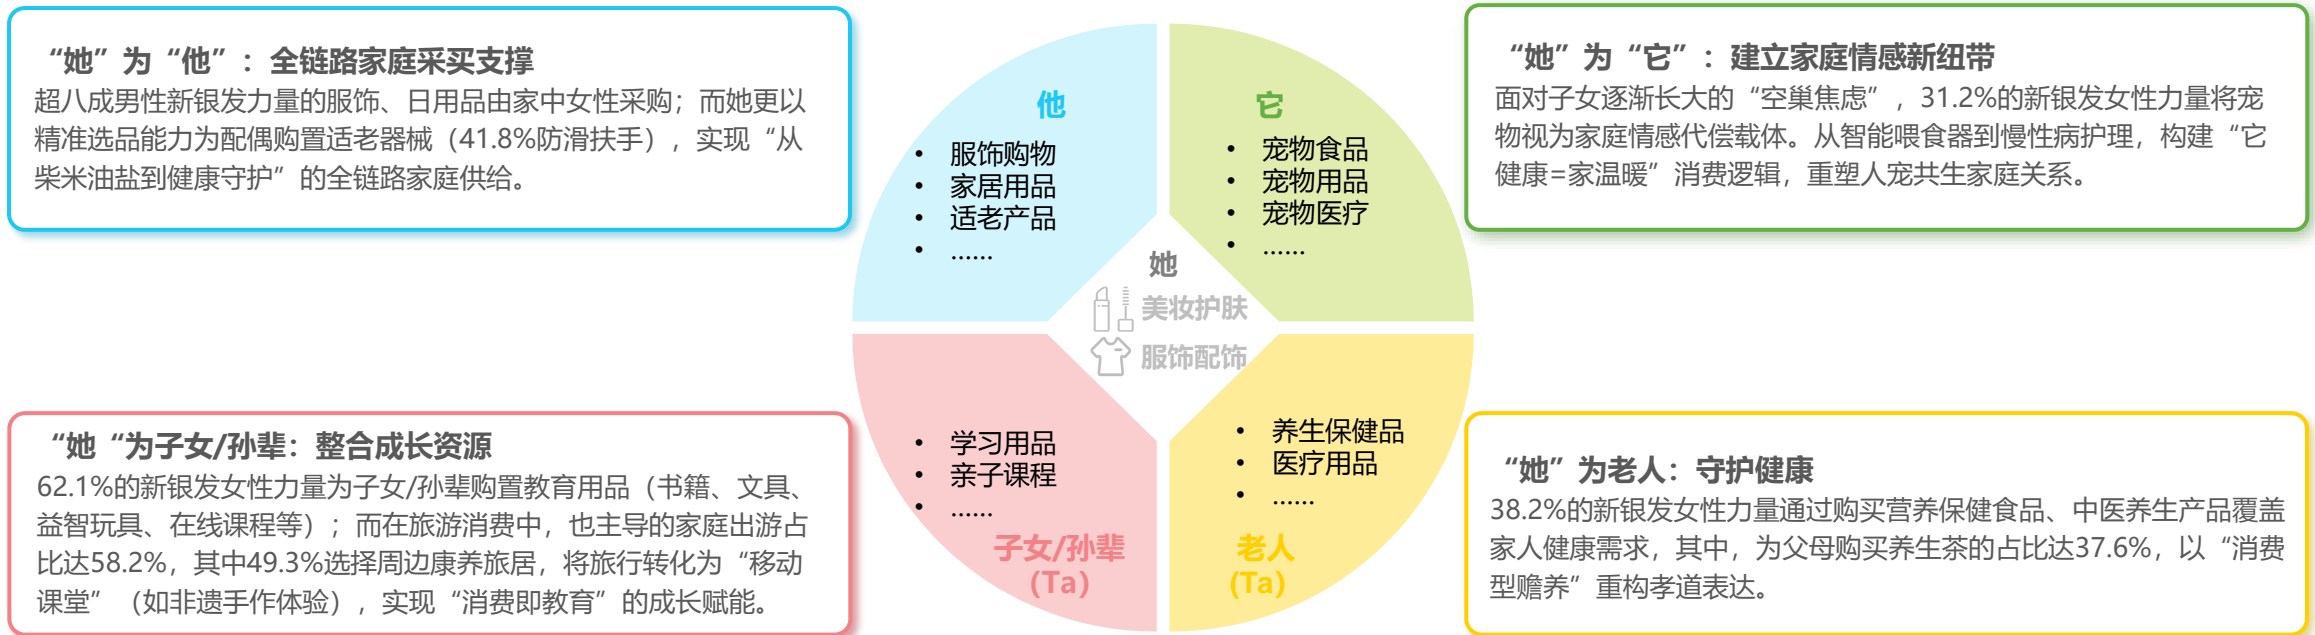 “她”为“他”：全链路家庭采买支撑
超八成男性新银发力量的服饰、日用品由家中女性采购；而她更以
精准选品能力为配偶购置适老器械（41.8%防滑扶手），实现“从
柴米油盐到健康守护”的全链路家庭供给。
他
• 服饰购物
• 家居用品
• 适老产品
• ……
它
• 宠物食品
• 宠物用品
• 宠物医疗
• ……
“她”为“它”：建立家庭情感新纽带
面对子女逐渐长大的“空巢焦虑”，31.2%的新银发女性力量将宠
物视为家庭情感代偿载体。从智能喂食器到慢性病护理，构建“它
健康=家温暖”消费逻辑，重塑人宠共生家庭关系。
她
美妆护肤
服饰配饰
“她“为子女/孙辈：整合成长资源
62.1%的新银发女性力量为子女/孙辈购置教育用品（书籍、文具、
益智玩具、在线课程等）；而在旅游消费中，也主导的家庭出游占
比达58.2%，其中49.3%选择周边康养旅居，将旅行转化为“移动
课堂”（如非遗手作体验），实现“消费即教育”的成长赋能。
• 学习用品
• 亲子课程
• ……
子女/孙辈
(Ta)
• 养生保健品
• 医疗用品
• ……
老人
(Ta)
“她”为老人：守护健康
38.2%的新银发女性力量通过购买营养保健食品、中医养生产品覆盖
家人健康需求，其中，为父母购买养生茶的占比达37.6%，以“消费
型赡养”重构孝道表达。